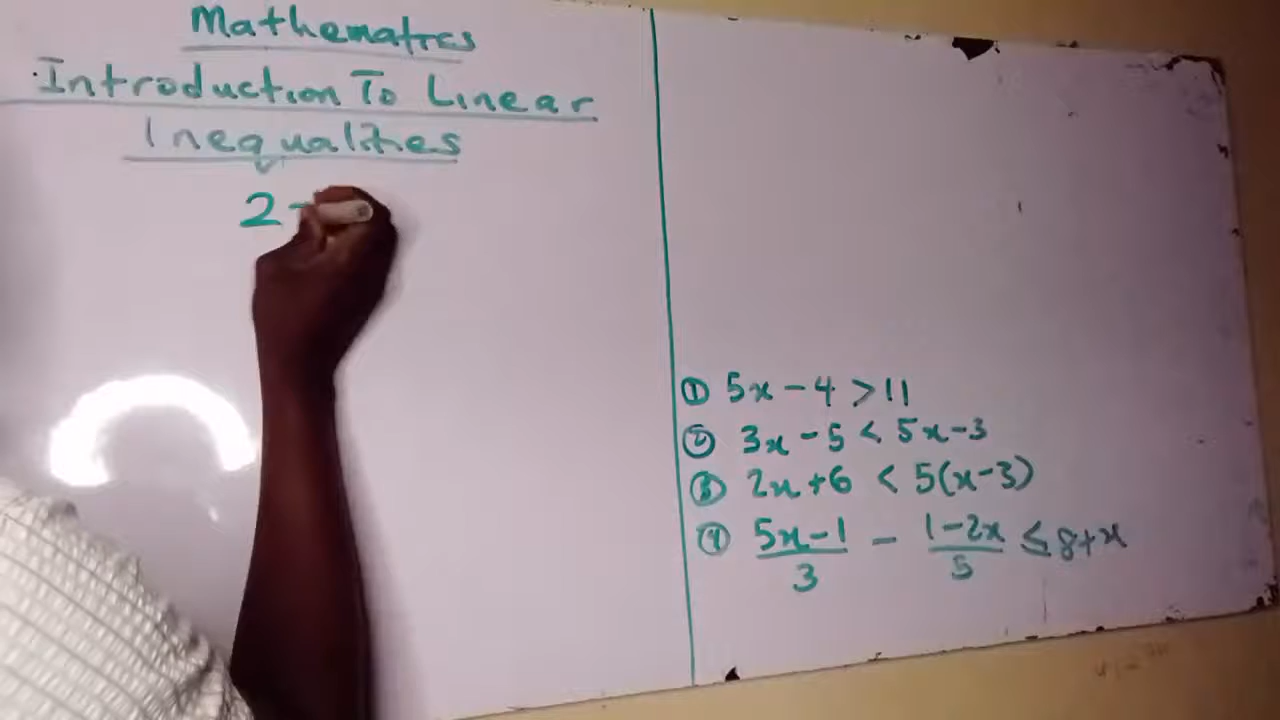 Mathematics
Introduction To Linear
Inequalities
2
① 5x - 4 > 11
② 3x - 5 < 5x - 3
③ 2x + 6 < 5(x - 3)
④ 5x - 1 / 3 - 1 - 2x / 5 ≤ 8 + x